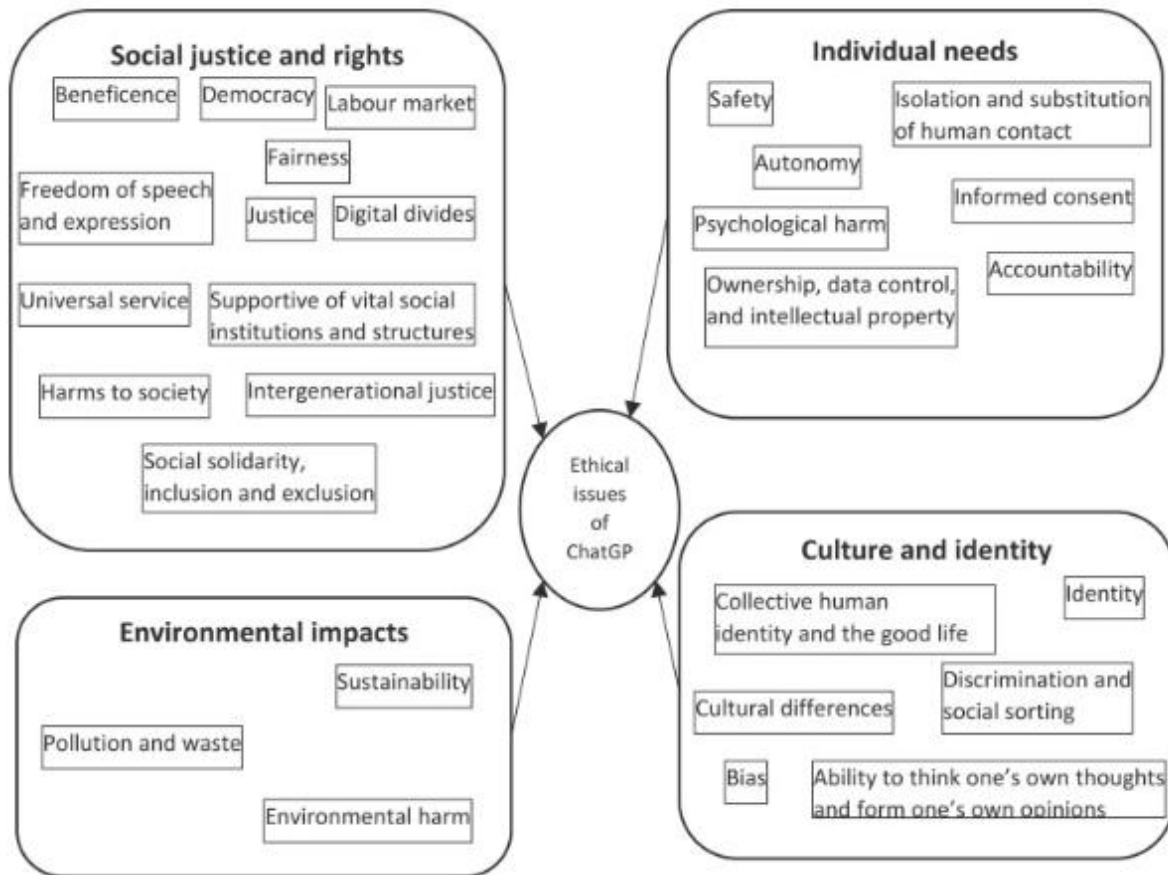 Social justice and rights
Beneficence
Democracy
Labour market
Fairness
Freedom of speech
and expression
Justice
Digital divides
Universal service
Supportive of vital social
institutions and structures
Harms to society
Intergenerational justice
Social solidarity,
inclusion and exclusion
Individual needs
Safety
Isolation and substitution
of human contact
Autonomy
Informed consent
Psychological harm
Accountability
Ownership, data control,
and intellectual property
Ethical
issues
of
ChatGP
Environmental impacts
Sustainability
Pollution and waste
Environmental harm
Culture and identity
Collective human
identity and the good life
Identity
Discrimination and
social sorting
Cultural differences
Bias
Ability to think one's own thoughts
and form one's own opinions